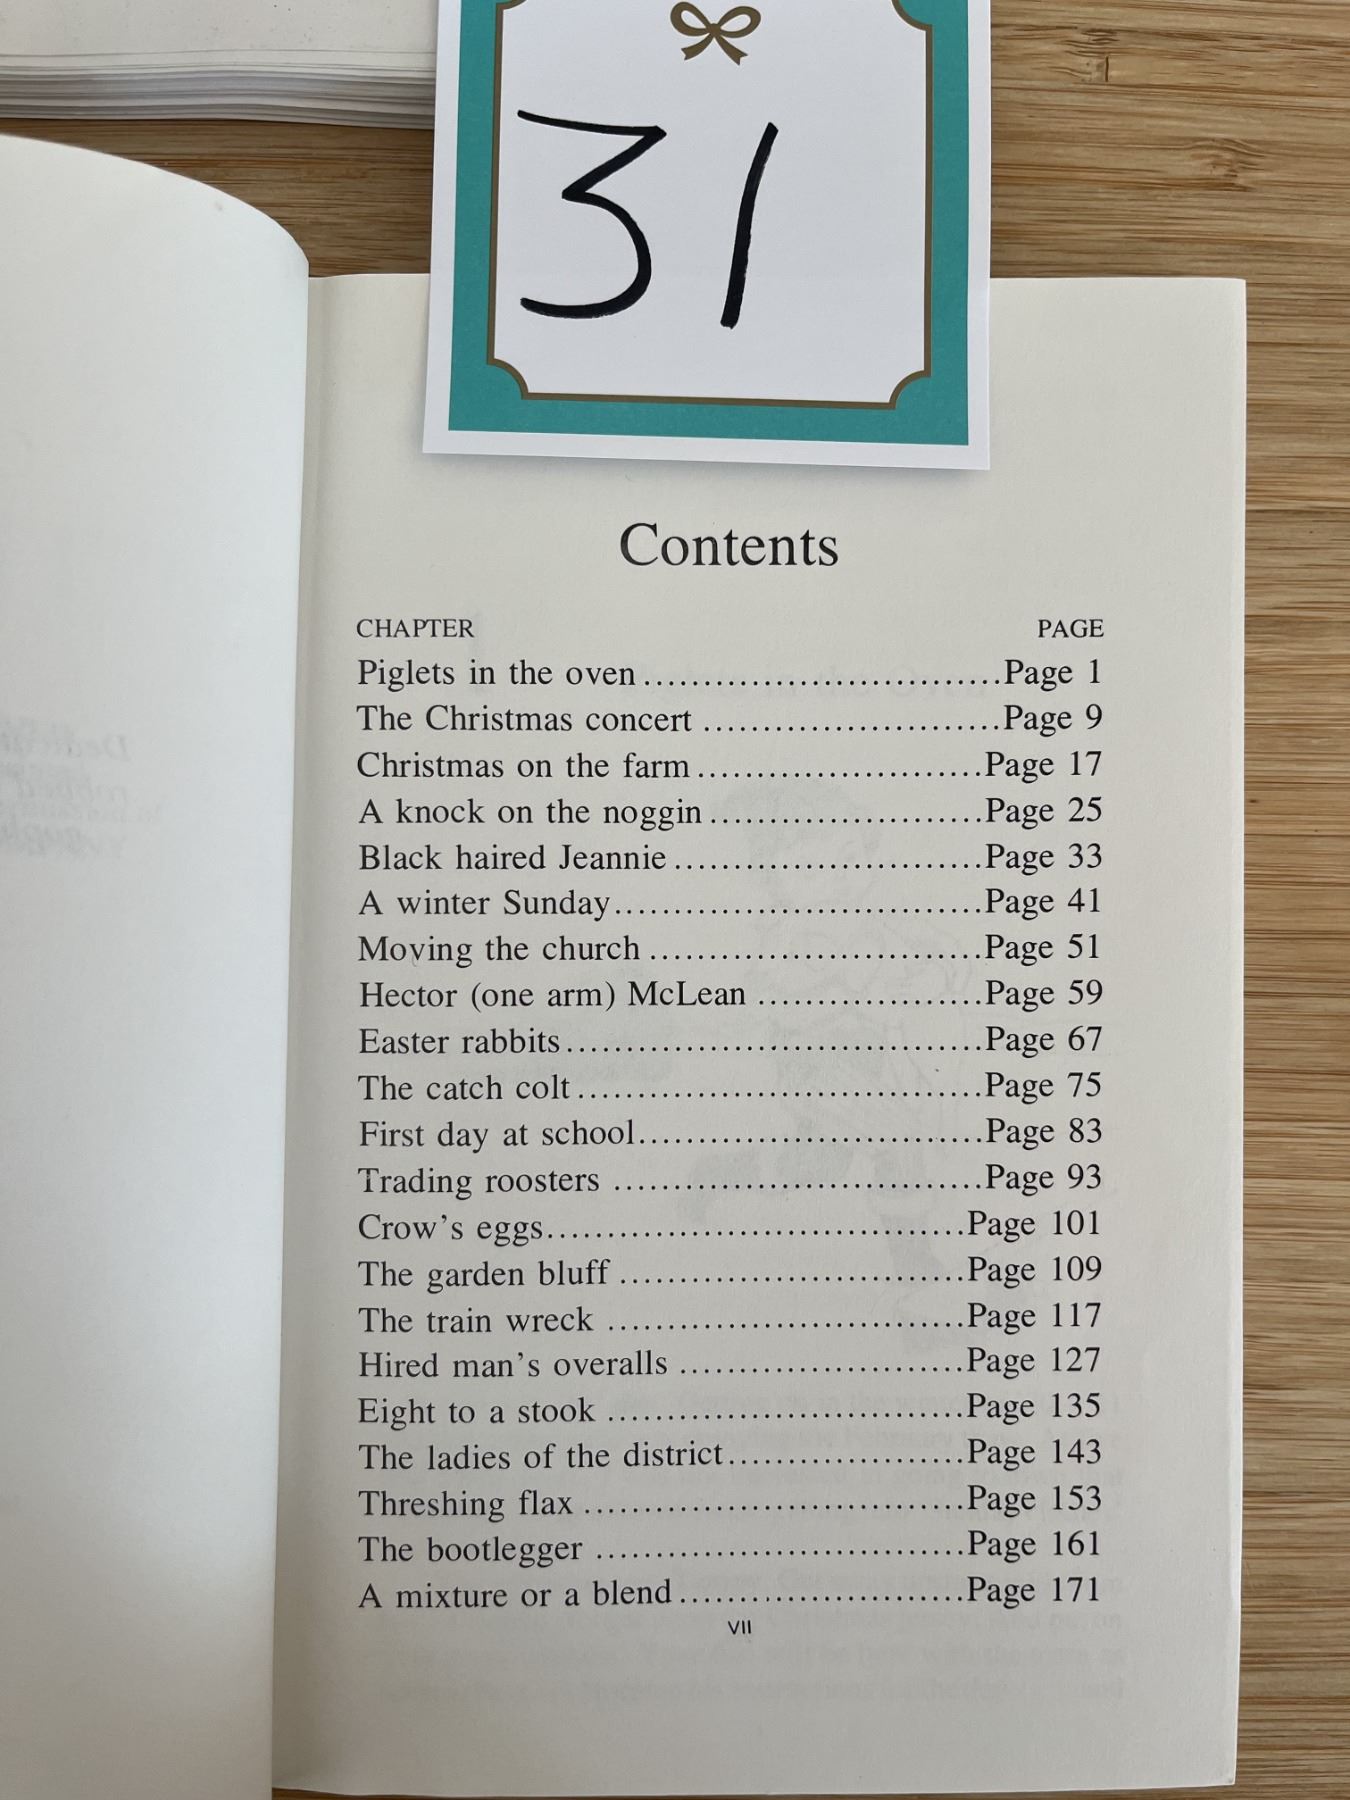 31
Contents
CHAPTER PAGE
Piglets in the oven ..............................Page 1
The Christmas concert .........................Page 9
Christmas on the farm ........................Page 17
A knock on the noggin .......................Page 25
Black haired Jeannie ..........................Page 33
A winter Sunday...............................Page 41
Moving the church ............................Page 51
Hector (one arm) McLean ...................Page 59
Easter rabbits ...................................Page 67
The catch colt ..................................Page 75
First day at school.............................Page 83
Trading roosters ...............................Page 93
Crow's eggs...................................Page 101
The garden bluff .............................Page 109
The train wreck ..............................Page 117
Hired man's overalls ........................Page 127
Eight to a stook ..............................Page 135
The ladies of the district....................Page 143
Threshing flax ................................Page 153
The bootlegger ...............................Page 161
A mixture or a blend ........................Page 171
VII